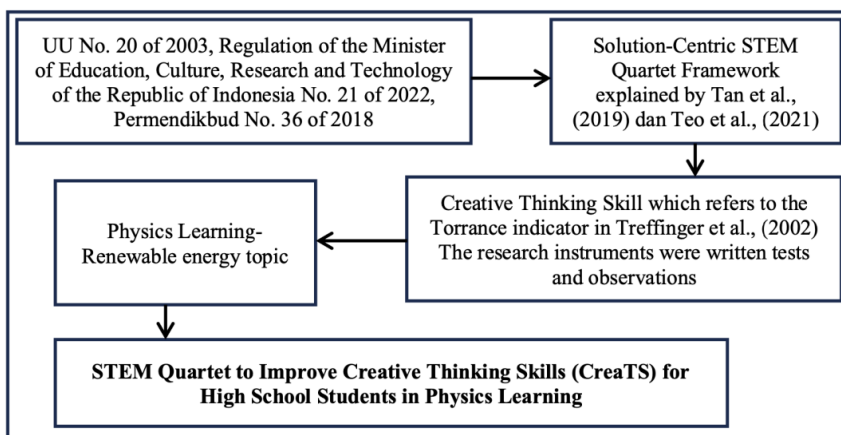 UU No. 20 of 2003, Regulation of the Minister
of Education, Culture, Research and Technology
of the Republic of Indonesia No. 21 of 2022,
Permendikbud No. 36 of 2018
Solution-Centric STEM
Quartet Framework
explained by Tan et al.,
(2019) dan Teo et al., (2021)
Creative Thinking Skill which refers to the
Torrance indicator in Treffinger et al., (2002)
The research instruments were written tests
and observations
Physics Learning-
Renewable energy topic
STEM Quartet to Improve Creative Thinking Skills (CreaTS) for
High School Students in Physics Learning